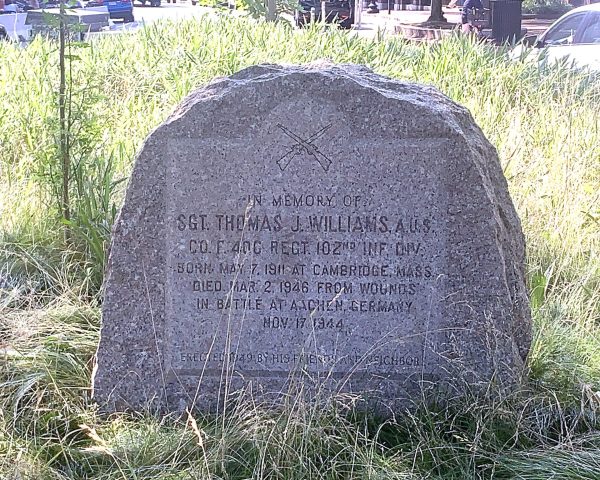 IN MEMORY OF
SGT. THOMAS J. WILLIAMS, A.U.S.
CO. F. 406 REGT. 102ND INF. DIV.
BORN MAY 7, 1911 AT CAMBRIDGE, MASS.
DIED MAR. 2, 1946 FROM WOUNDS
IN BATTLE AT AACHEN, GERMANY
NOV. 17, 1944
ERECTED 1949 BY HIS FRIENDS AND NEIGHBORS